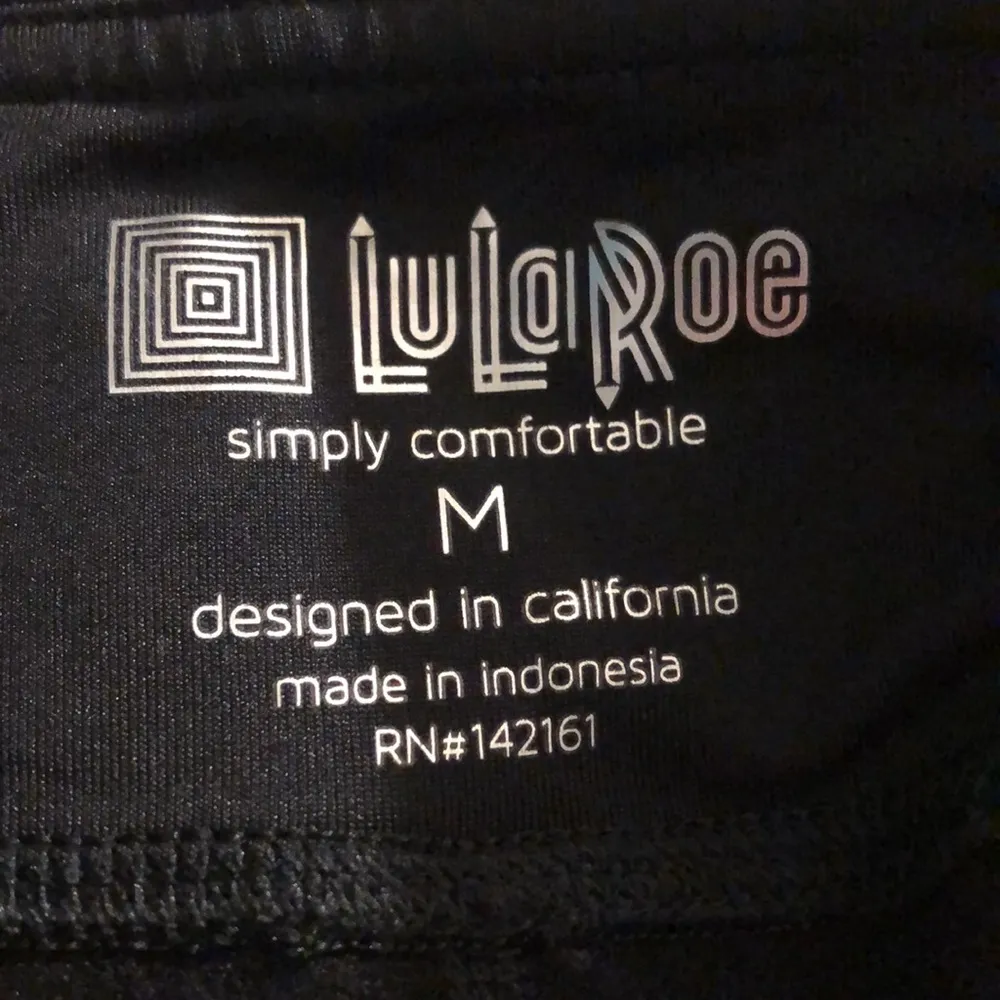 LuLaRoe
simply comfortable
M
designed in california
made in indonesia
RN#142161